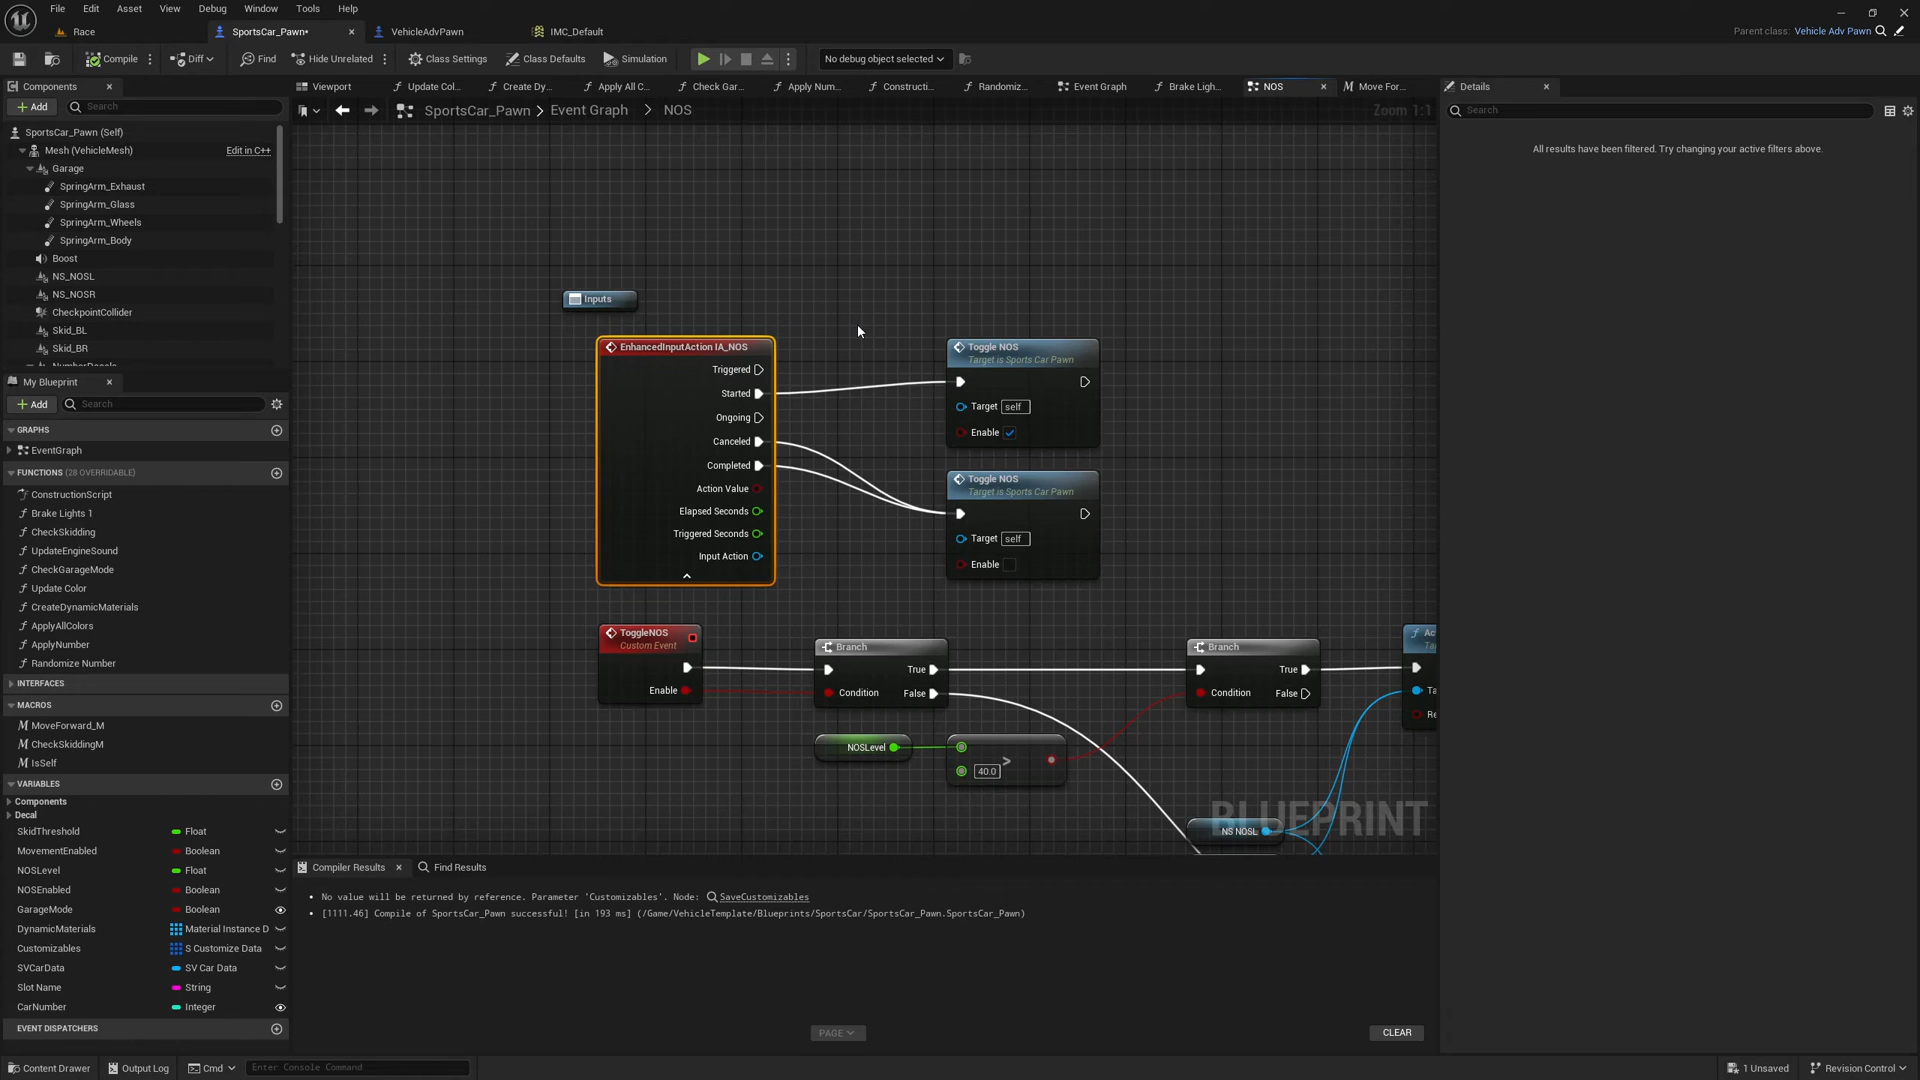 File Edit Asset View Debug Window Tools Help
Race SportsCar_Pawn• VehicleAdvPawn IMC_Default
Parent class: Vehicle Adv Pawn
Compile Diff Find Hide Unrelated Class Settings Class Defaults Simulation No debug object selected
Components
Add Search
SportsCar_Pawn (Self)
Mesh (VehicleMesh) Edit in C++
Garage
SpringArm_Exhaust
SpringArm_Glass
SpringArm_Wheels
SpringArm_Body
Boost
NS_NOSL
NS_NOSR
CheckpointCollider
Skid_BL
Skid_BR
My Blueprint
Add Search
GRAPHS
EventGraph
FUNCTIONS (28 OVERRIDABLE)
ConstructionScript
Brake Lights 1
CheckSkidding
UpdateEngineSound
CheckGarageMode
Update Color
CreateDynamicMaterials
ApplyAllColors
ApplyNumber
Randomize Number
INTERFACES
MACROS
MoveForward_M
CheckSkiddingM
IsSelf
VARIABLES
Components
Decal
SkidThreshold Float
MovementEnabled Boolean
NOSLevel Float
NOSEnabled Boolean
GarageMode Boolean
DynamicMaterials Material Instance D
Customizables S Customize Data
SVCarData SV Car Data
Slot Name String
CarNumber Integer
EVENT DISPATCHERS
Viewport Update Col... Create Dy... Apply All C... Check Gar... Apply Num... Constructi... Randomiz... Event Graph Brake Ligh... NOS Move For...
SportsCar_Pawn > Event Graph > NOS
Zoom 1:1
Inputs
EnhancedInputAction IA_NOS
Triggered
Started
Ongoing
Canceled
Completed
Action Value
Elapsed Seconds
Triggered Seconds
Input Action
Toggle NOS
Target is Sports Car Pawn
Target self
Enable
Toggle NOS
Target is Sports Car Pawn
Target self
Enable
ToggleNOS
Custom Event
Enable
Branch
True
Condition False
NOSLevel
40.0
>
Branch
True
Condition False
Ac
Ta
Re
NS NOSL
BLUEPRINT
Compiler Results Find Results
No value will be returned by reference. Parameter 'Customizables'. Node: SaveCustomizables
[1111.46] Compile of SportsCar_Pawn successful! [in 193 ms] (/Game/VehicleTemplate/Blueprints/SportsCar/SportsCar_Pawn.SportsCar_Pawn)
PAGE
CLEAR
Details
Search
All results have been filtered. Try changing your active filters above.
Content Drawer Output Log Cmd Enter Console Command 1 Unsaved Revision Control